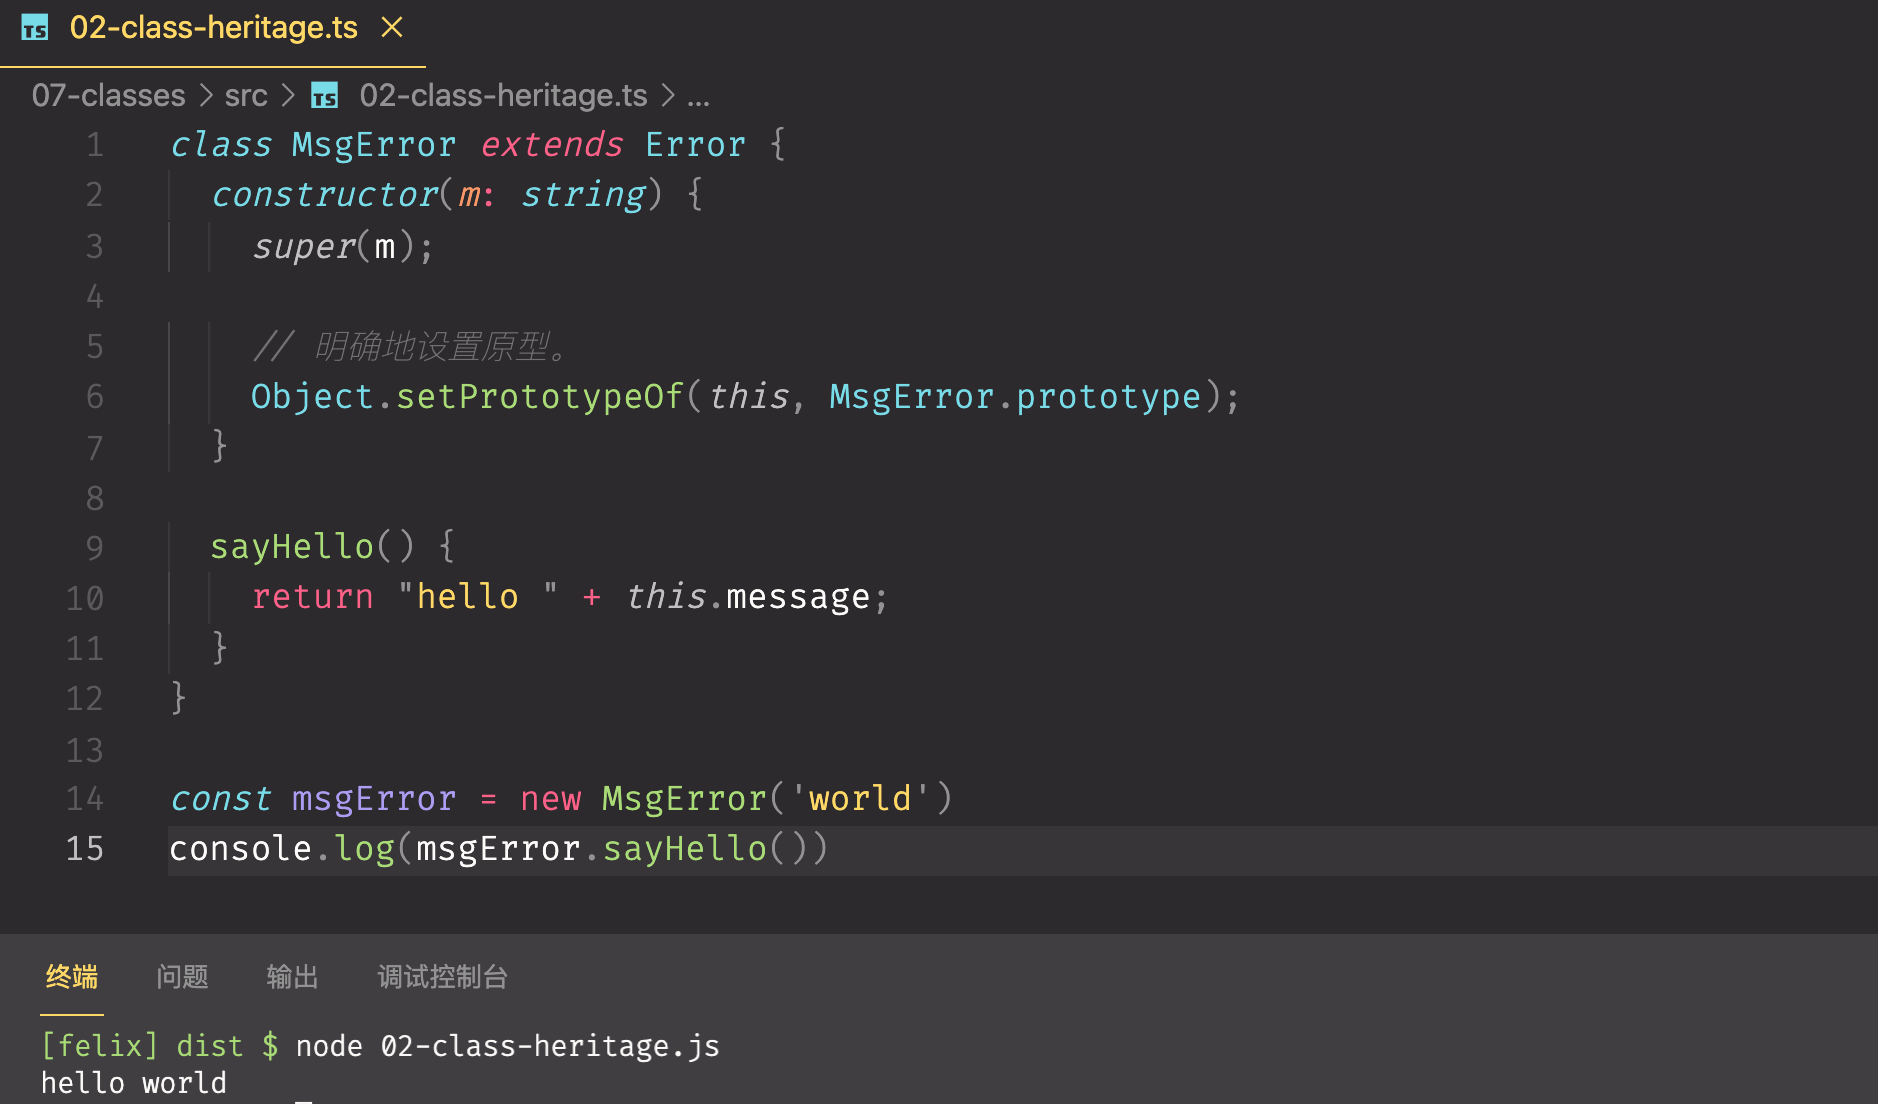 TS 02-class-heritage.ts ×
07-classes > src > TS 02-class-heritage.ts > ...
1 class MsgError extends Error {
2 constructor(m: string) {
3 super(m);
4
5 // 明确地设置原型。
6 Object.setPrototypeOf(this, MsgError.prototype);
7 }
8
9 sayHello() {
10 return "hello " + this.message;
11 }
12 }
13
14 const msgError = new MsgError('world')
15 console.log(msgError.sayHello())
终端 问题 输出 调试控制台
[felix] dist $ node 02-class-heritage.js
hello world